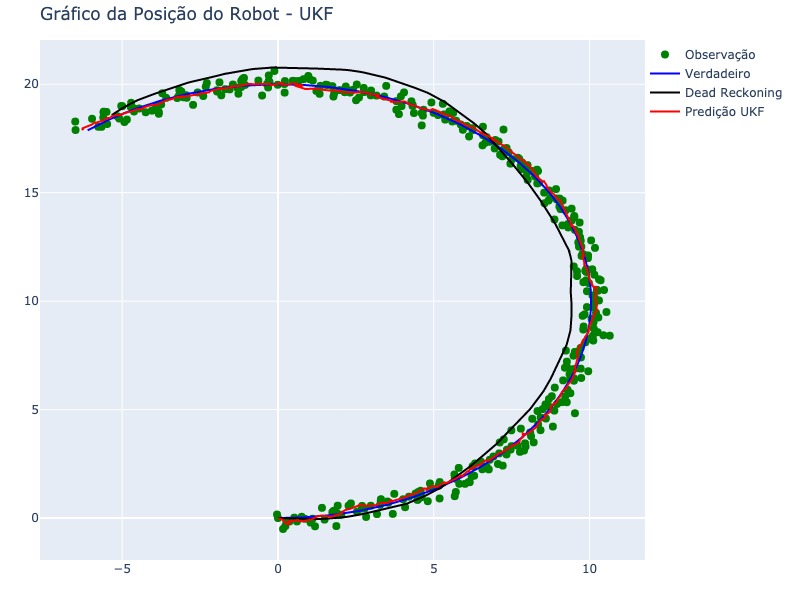 Gráfico da Posição do Robot - UKF
Observação
Verdadeiro
Dead Reckoning
Predição UKF
20
15
10
5
0
−5
0
5
10